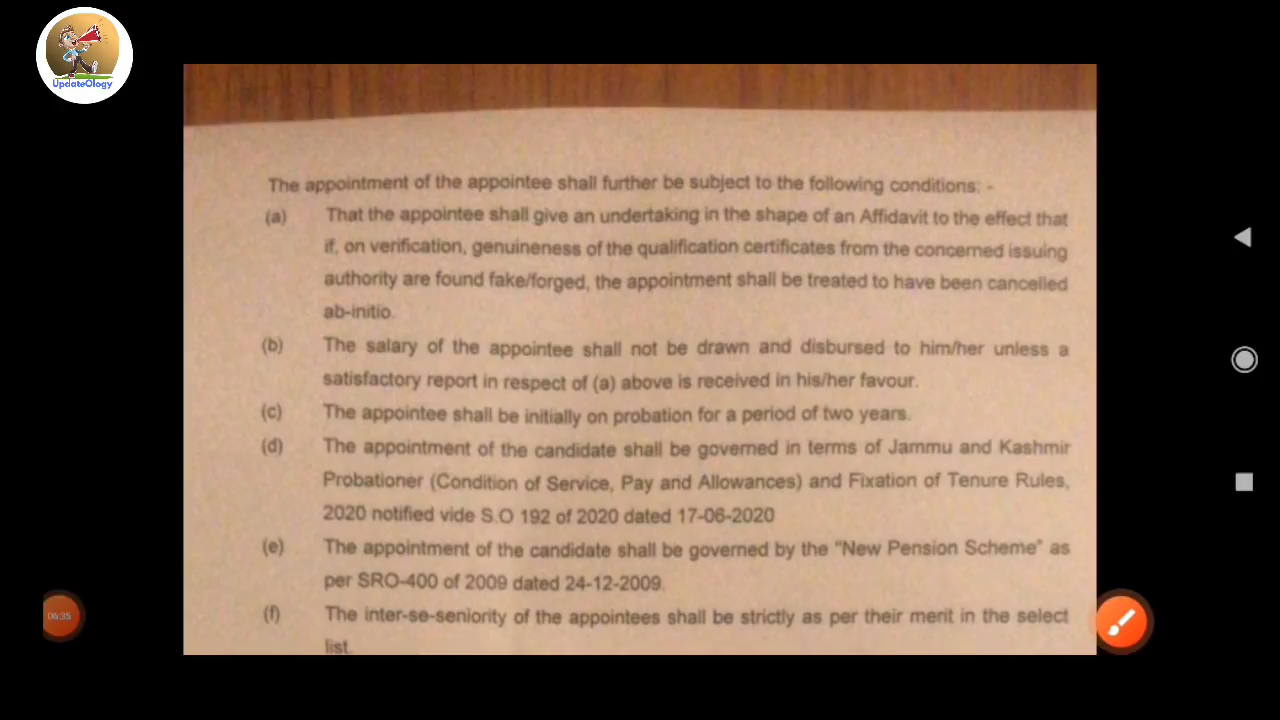 UpdateOlogy
The appointment of the appointee shall further be subject to the following conditions: -
(a) That the appointee shall give an undertaking in the shape of an Affidavit to the effect that
if, on verification, genuineness of the qualification certificates from the concerned issuing
authority are found fake/forged, the appointment shall be treated to have been cancelled
ab-initio.
(b) The salary of the appointee shall not be drawn and disbursed to him/her unless a
satisfactory report in respect of (a) above is received in his/her favour.
(c) The appointee shall be initially on probation for a period of two years.
(d) The appointment of the candidate shall be governed in terms of Jammu and Kashmir
Probationer (Condition of Service, Pay and Allowances) and Fixation of Tenure Rules,
2020 notified vide S.O 192 of 2020 dated 17-06-2020
(e) The appointment of the candidate shall be governed by the "New Pension Scheme" as
per SRO-400 of 2009 dated 24-12-2009.
(f) The inter-se-seniority of the appointees shall be strictly as per their merit in the select
list.
06:35